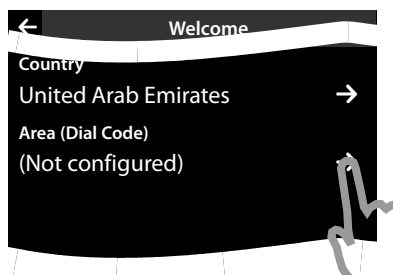 Welcome
Country
United Arab Emirates
Area (Dial Code)
(Not configured)